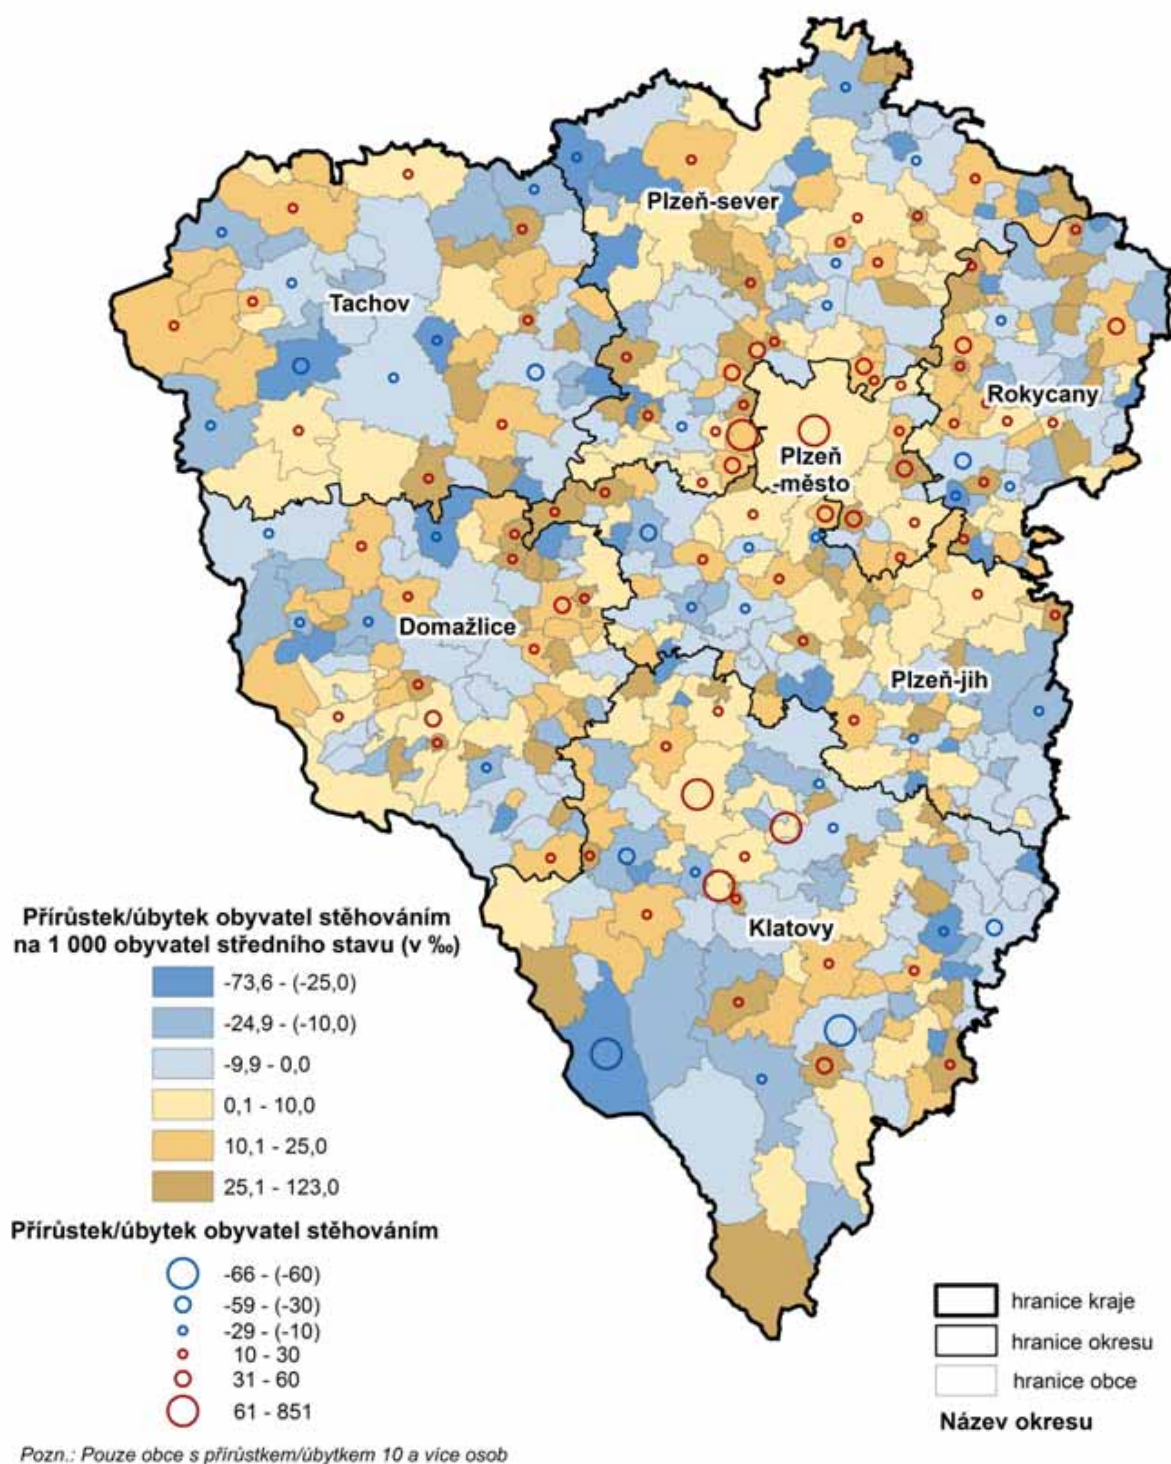 Plzeň-sever
Tachov
Rokycany
Plzeň
-město
Domažlice
Plzeň-jih
Klatovy
Přírůstek/úbytek obyvatel stěhováním
na 1 000 obyvatel středního stavu (v ‰)
-73,6 - (-25,0)
-24,9 - (-10,0)
-9,9 - 0,0
0,1 - 10,0
10,1 - 25,0
25,1 - 123,0
Přírůstek/úbytek obyvatel stěhováním
-66 - (-60)
-59 - (-30)
-29 - (-10)
10 - 30
31 - 60
61 - 851
hranice kraje
hranice okresu
hranice obce
Název okresu
Pozn.: Pouze obce s přírůstkem/úbytkem 10 a více osob